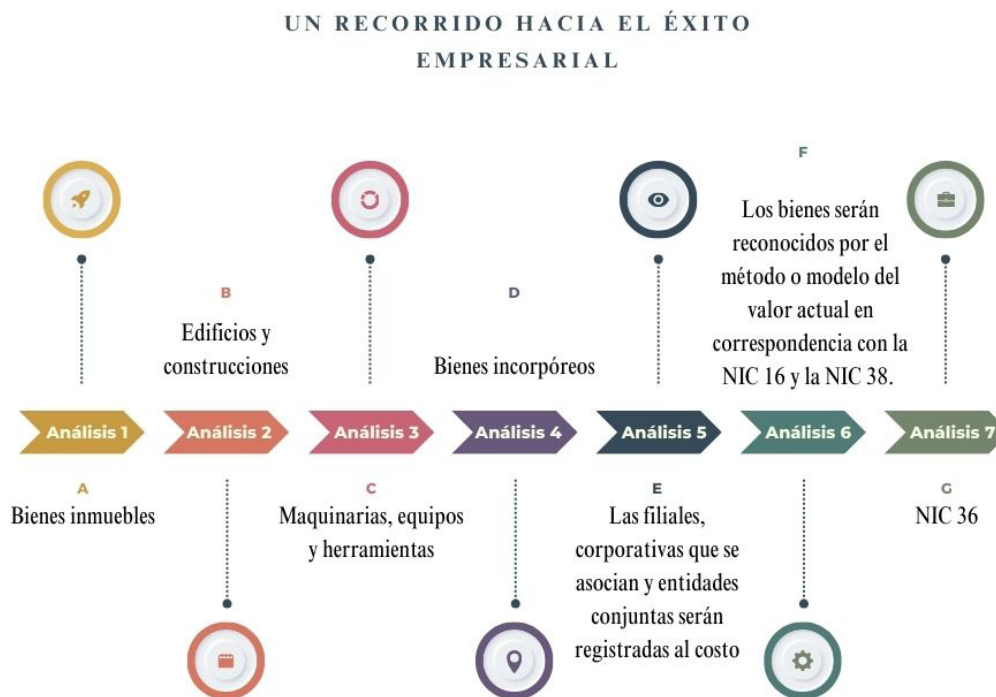 UN RECORRIDO HACIA EL ÉXITO
EMPRESARIAL
Análisis 1
A
Bienes inmuebles
B
Edificios y
construcciones
Análisis 2
Análisis 3
C
Maquinarias, equipos
y herramientas
D
Bienes incorpóreos
Análisis 4
Análisis 5
E
Las filiales,
corporativas que se
asocian y entidades
conjuntas serán
registradas al costo
F
Los bienes serán
reconocidos por el
método o modelo del
valor actual en
correspondencia con la
NIC 16 y la NIC 38.
Análisis 6
Análisis 7
G
NIC 36